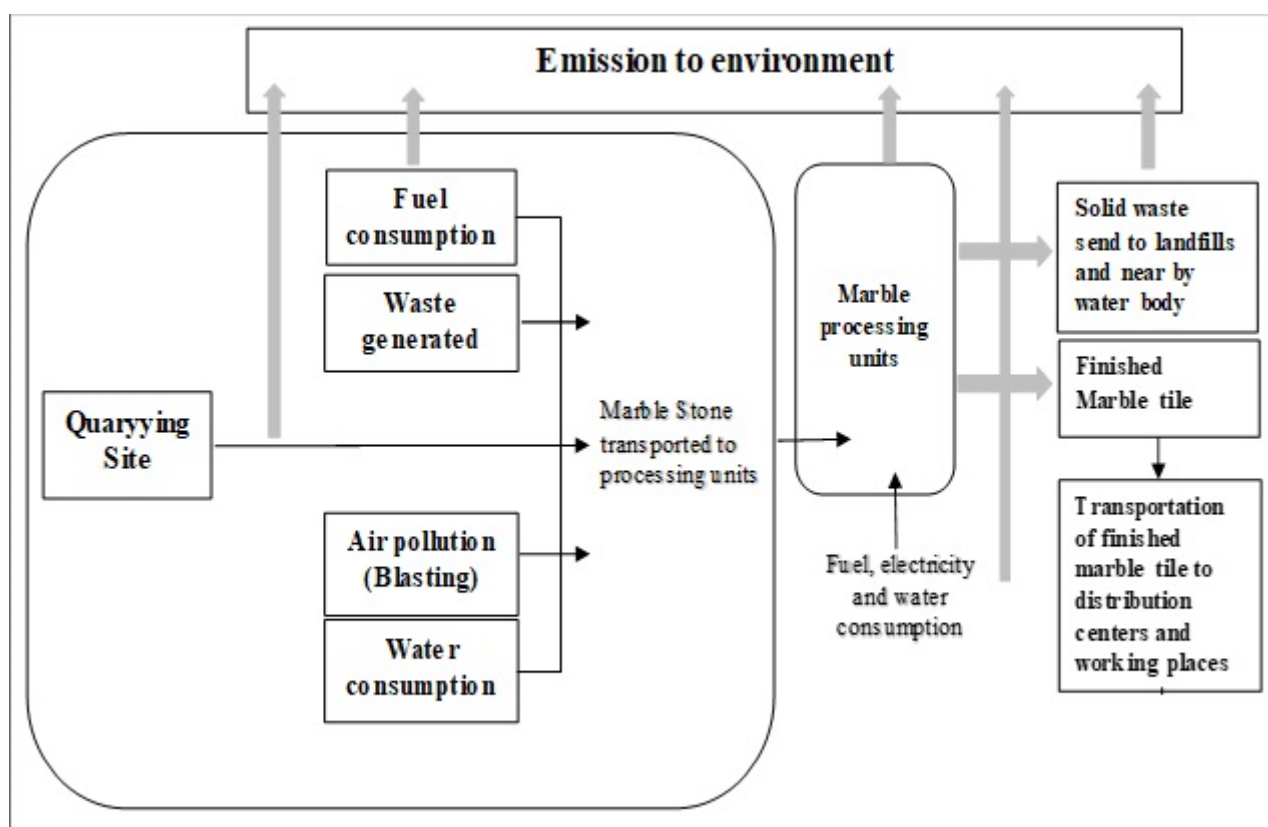 Emission to environment
Fuel
consumption
Waste
generated
Quaryying
Site
Marble Stone
transported to
processing units
Air pollution
(Blasting)
Water
consumption
Marble
processing
units
Fuel, electricity
and water
consumption
Solid waste
send to landfills
and near by
water body
Finished
Marble tile
Transportation
of finished
marble tile to
distribution
centers and
working places